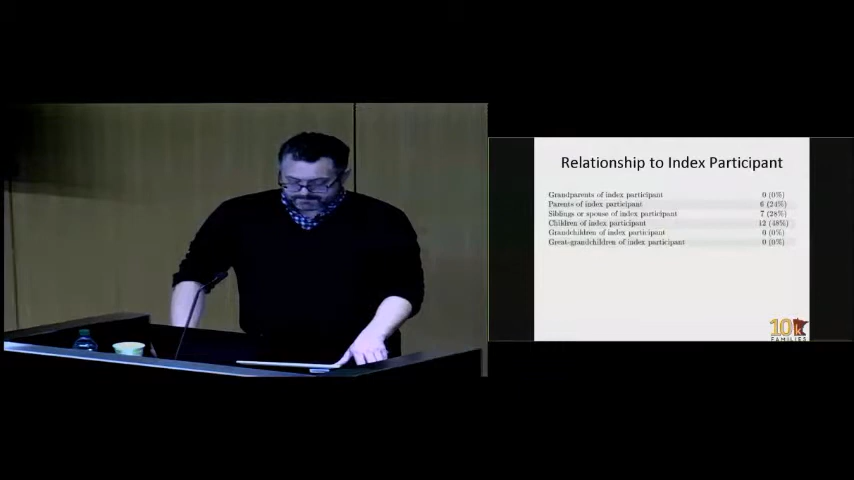 Relationship to Index Participant
Grandparents of index participant 0 (0%)
Parents of index participant 6 (24%)
Siblings or spouse of index participant 7 (28%)
Children of index participant 12 (48%)
Grandchildren of index participant 0 (0%)
Great-grandchildren of index participant 0 (0%)
10k
FAMILIES